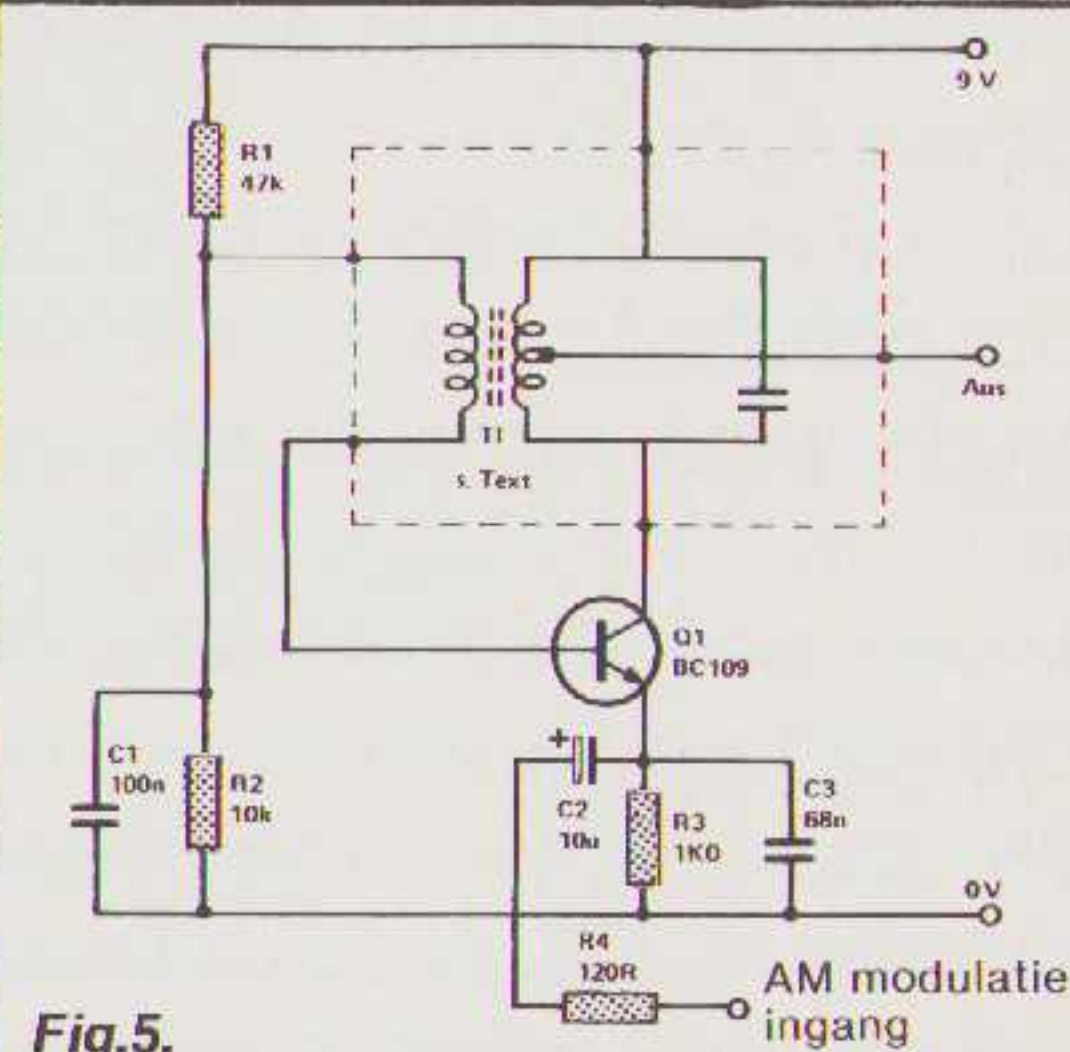 9 V
R1
47k
Aus
T1
s. Text
Q1
BC109
C1
100n
R2
10k
+
C2
10u
R3
1K0
C3
68n
0V
R4
120R
AM modulatie
ingang
Fig.5.